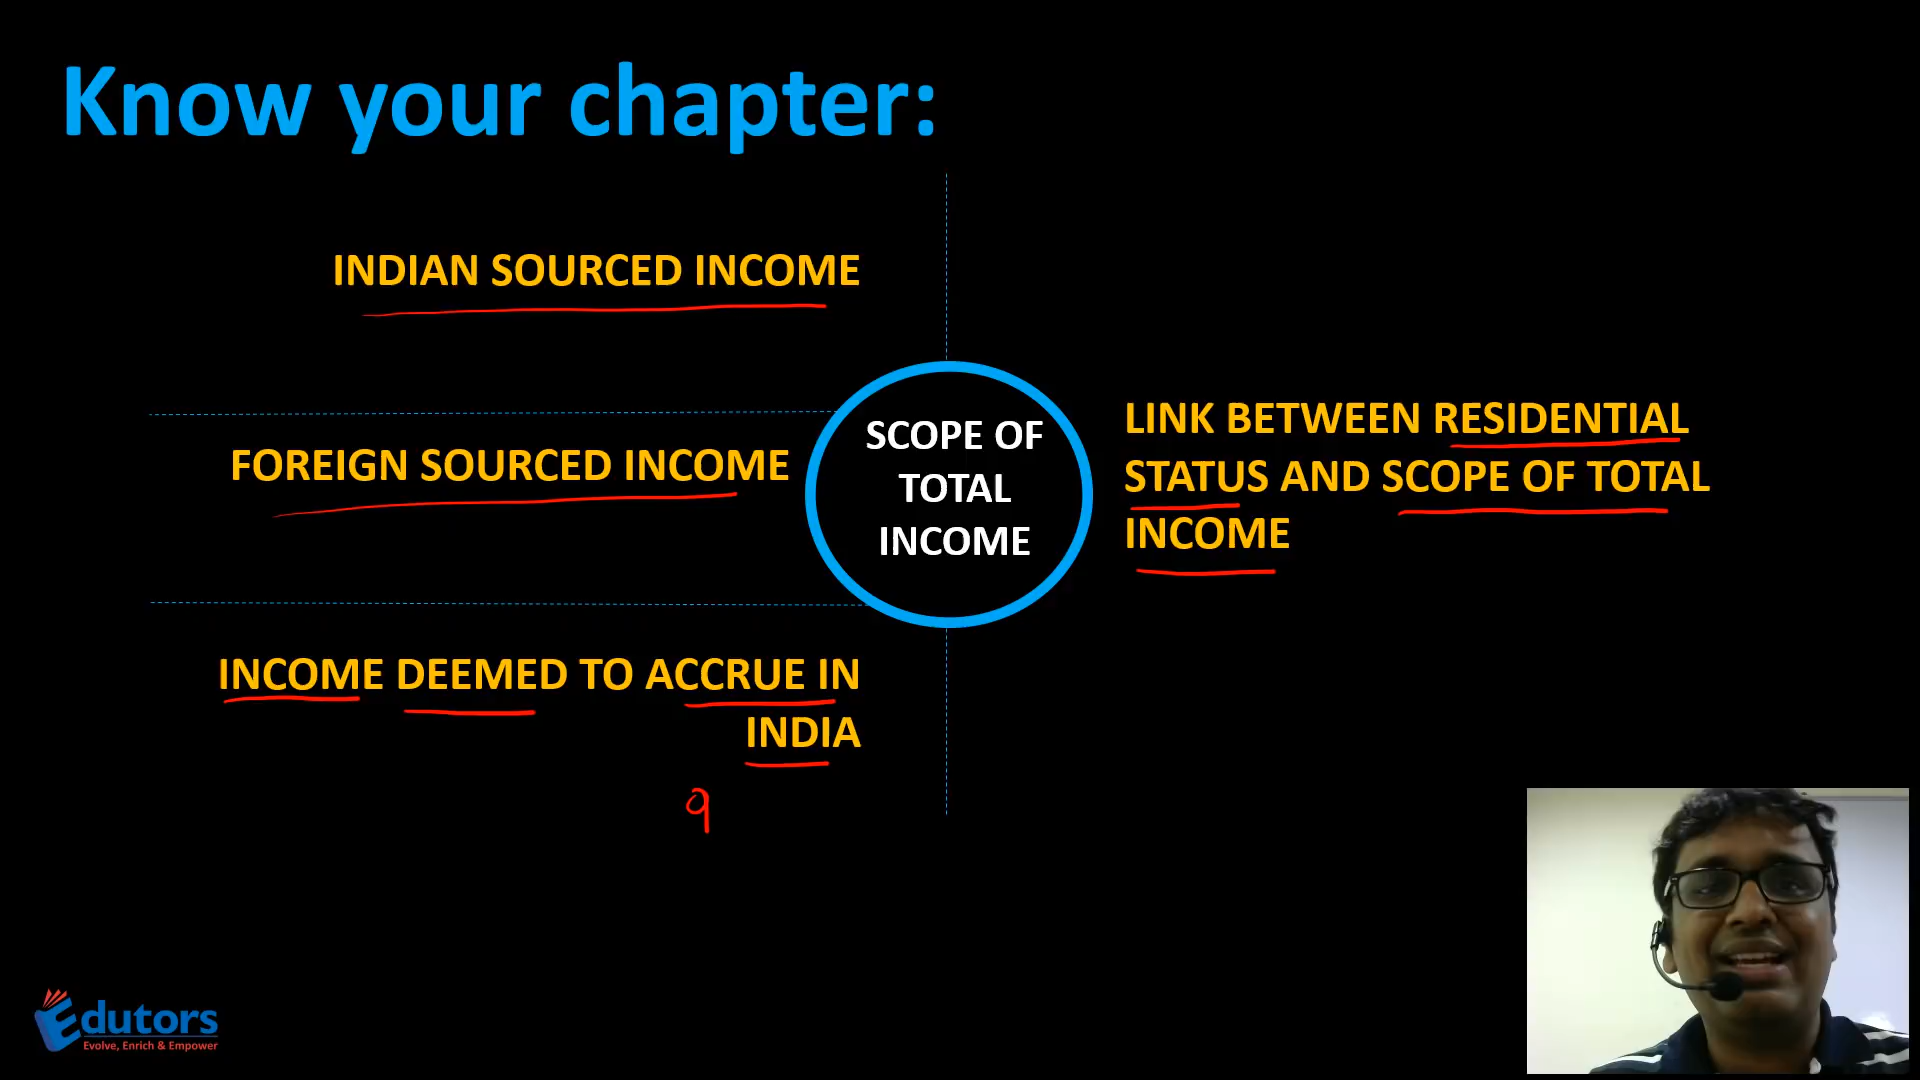 Know your chapter:
INDIAN SOURCED INCOME
FOREIGN SOURCED INCOME
INCOME DEEMED TO ACCRUE IN
INDIA
9
SCOPE OF
TOTAL
INCOME
LINK BETWEEN RESIDENTIAL
STATUS AND SCOPE OF TOTAL
INCOME
Edutors
Evolve, Enrich & Empower